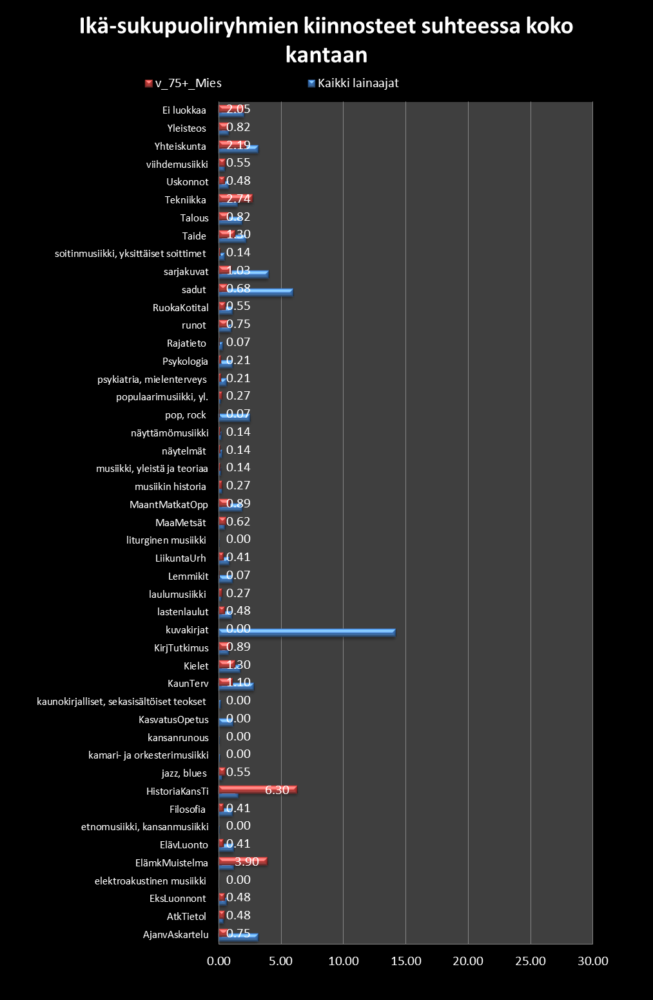 Ikä-sukupuoliryhmien kiinnosteet suhteessa koko
kantaan
v_75+_Mies Kaikki lainaajat
Ei luokkaa 2.05
Yleisteos 0.82
Yhteiskunta 2.19
viihdemusiikki 0.55
Uskonnot 0.48
Tekniikka 2.74
Talous 0.82
Taide 1.30
soitinmusiikki, yksittäiset soittimet 0.14
sarjakuvat 1.03
sadut 0.68
RuokaKotital 0.55
runot 0.75
Rajatieto 0.07
Psykologia 0.21
psykiatria, mielenterveys 0.21
populaarimusiikki, yl. 0.27
pop, rock 0.07
näyttämömusiikki 0.14
näytelmät 0.14
musiikki, yleistä ja teoriaa 0.14
musiikin historia 0.27
MaantMatkatOpp 0.89
MaaMetsät 0.62
liturginen musiikki 0.00
LiikuntaUrh 0.41
Lemmikit 0.07
laulumusiikki 0.27
lastenlaulut 0.48
kuvakirjat 0.00
KirjTutkimus 0.89
Kielet 1.30
KaunTerv 1.10
kaunokirjalliset, sekasisältöiset teokset 0.00
KasvatusOpetus 0.00
kansanrunous 0.00
kamari- ja orkesterimusiikki 0.00
jazz, blues 0.55
HistoriaKansTi 6.30
Filosofia 0.41
etnomusiikki, kansanmusiikki 0.00
ElävLuonto 0.41
ElämkMuistelma 3.90
elektroakustinen musiikki 0.00
EksLuonnont 0.48
AtkTietol 0.48
AjanvAskartelu 0.75
0.00 5.00 10.00 15.00 20.00 25.00 30.00